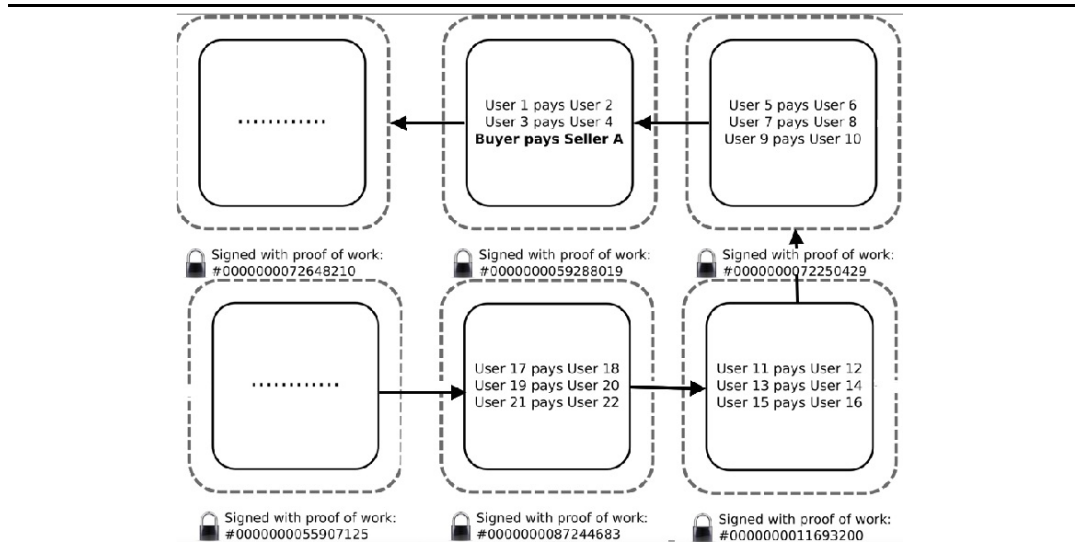 ............
User 1 pays User 2
User 3 pays User 4
Buyer pays Seller A
User 5 pays User 6
User 7 pays User 8
User 9 pays User 10
Signed with proof of work:
#0000000072648210
Signed with proof of work:
#0000000059288019
Signed with proof of work:
#0000000072250429
............
User 17 pays User 18
User 19 pays User 20
User 21 pays User 22
User 11 pays User 12
User 13 pays User 14
User 15 pays User 16
Signed with proof of work:
#0000000055907125
Signed with proof of work:
#0000000087244683
Signed with proof of work:
#0000000011693200